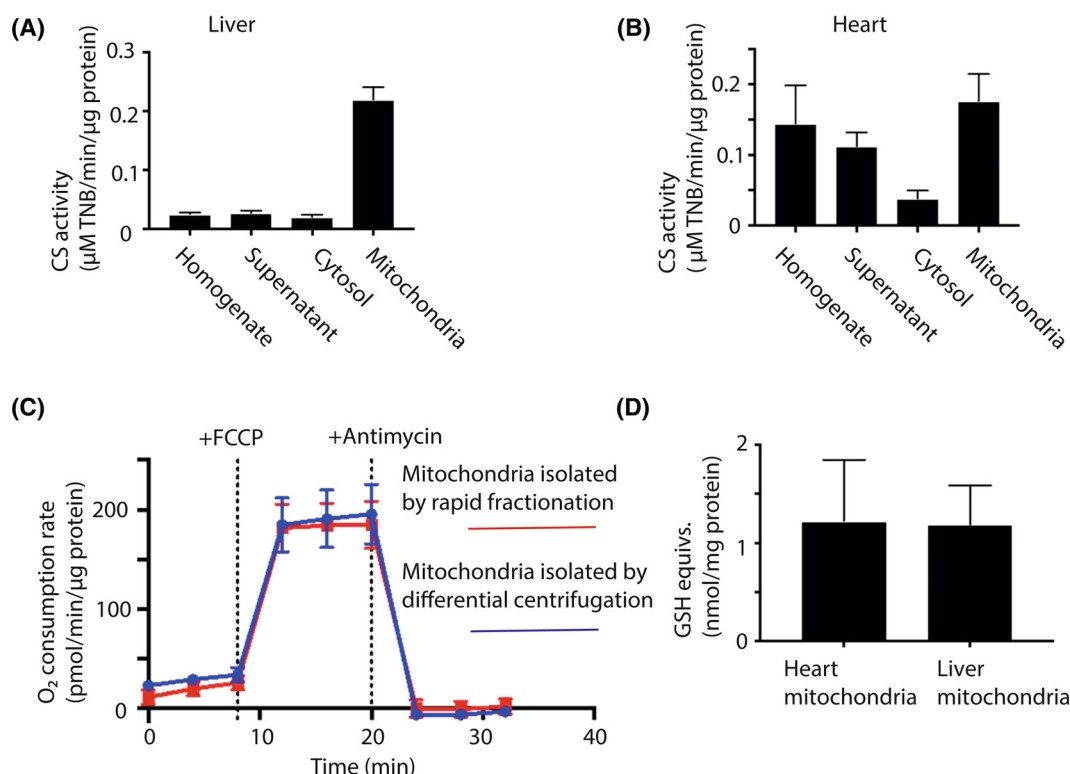 (A)
Liver
CS activity
(µM TNB/min/µg protein)
0.3
0.2
0.1
0
Homogenate
Supernatant
Cytosol
Mitochondria
(B)
Heart
CS activity
( µM TNB/min/µg protein)
0.2
0.1
0
Homogenate
Supernatant
Cytosol
Mitochondria
(C)
+FCCP
+Antimycin
O2 consumption rate
(pmol/min/µg protein)
200
100
0
Mitochondria isolated
by rapid fractionation
Mitochondria isolated by
differential centrifugation
0
10
20
30
40
Time (min)
(D)
GSH equivs.
(nmol/mg protein)
2
1
0
Heart
mitochondria
Liver
mitochondria